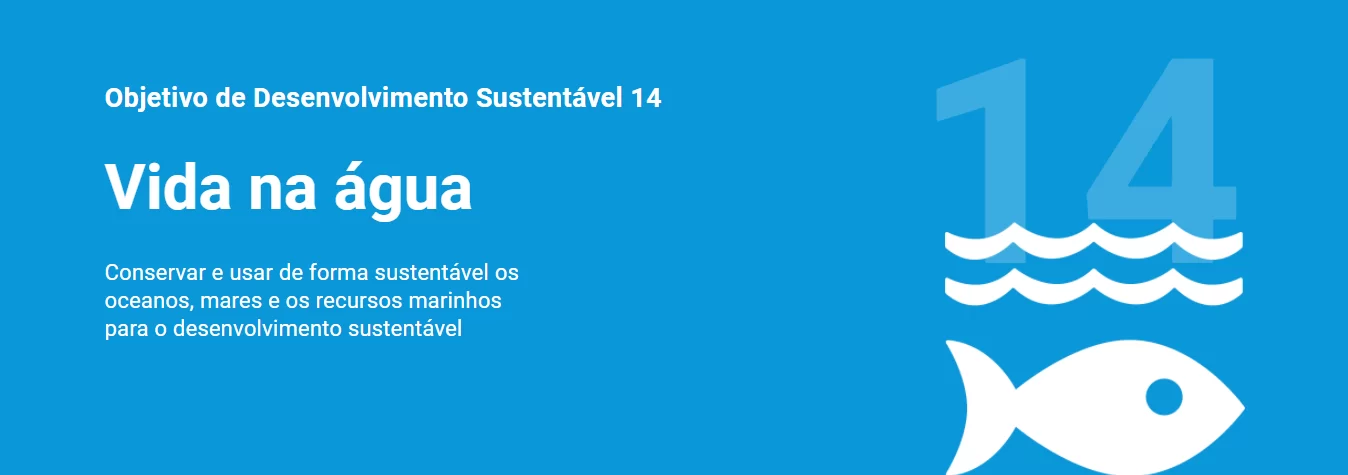 Objetivo de Desenvolvimento Sustentável 14
Vida na água
Conservar e usar de forma sustentável os
oceanos, mares e os recursos marinhos
para o desenvolvimento sustentável
14